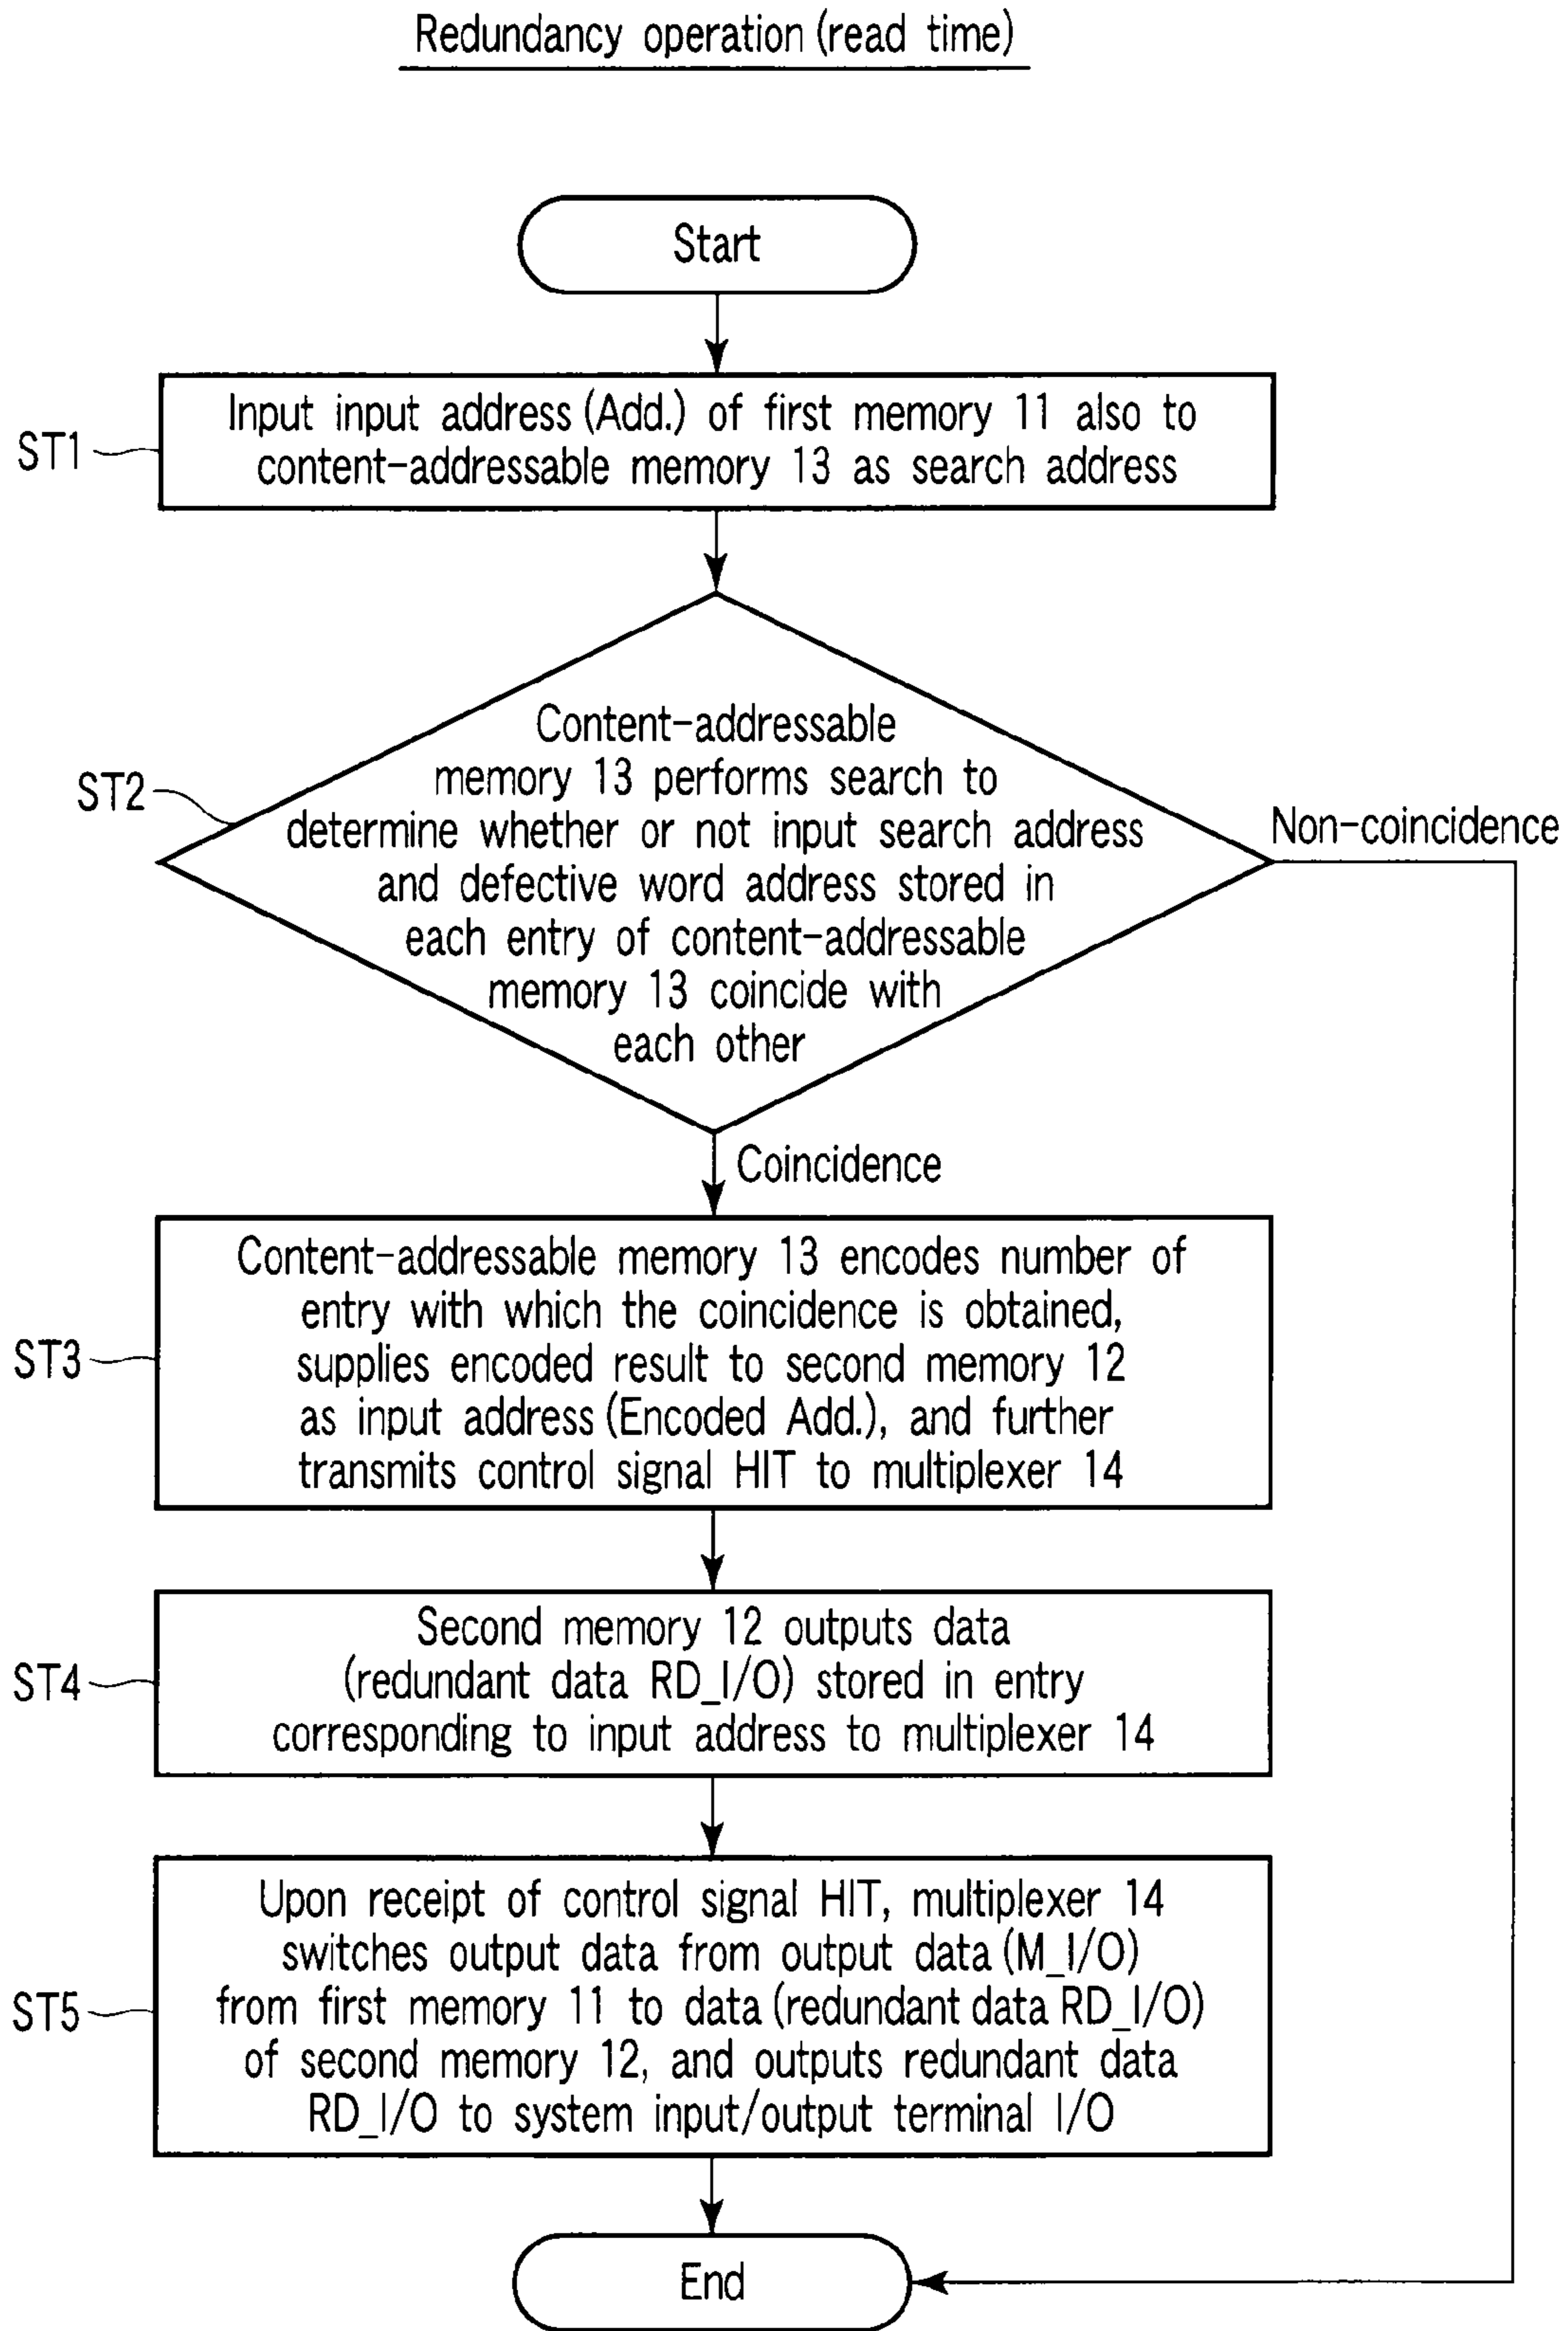 Redundancy operation (read time)
Start
ST1
Input input address (Add.) of first memory 11 also to
content-addressable memory 13 as search address
ST2
Content-addressable
memory 13 performs search to
determine whether or not input search address
and defective word address stored in
each entry of content-addressable
memory 13 coincide with
each other
Non-coincidence
Coincidence
ST3
Content-addressable memory 13 encodes number of
entry with which the coincidence is obtained,
supplies encoded result to second memory 12
as input address (Encoded Add.), and further
transmits control signal HIT to multiplexer 14
ST4
Second memory 12 outputs data
(redundant data RD_I/O) stored in entry
corresponding to input address to multiplexer 14
ST5
Upon receipt of control signal HIT, multiplexer 14
switches output data from output data (M_I/O)
from first memory 11 to data (redundant data RD_I/O)
of second memory 12, and outputs redundant data
RD_I/O to system input/output terminal I/O
End